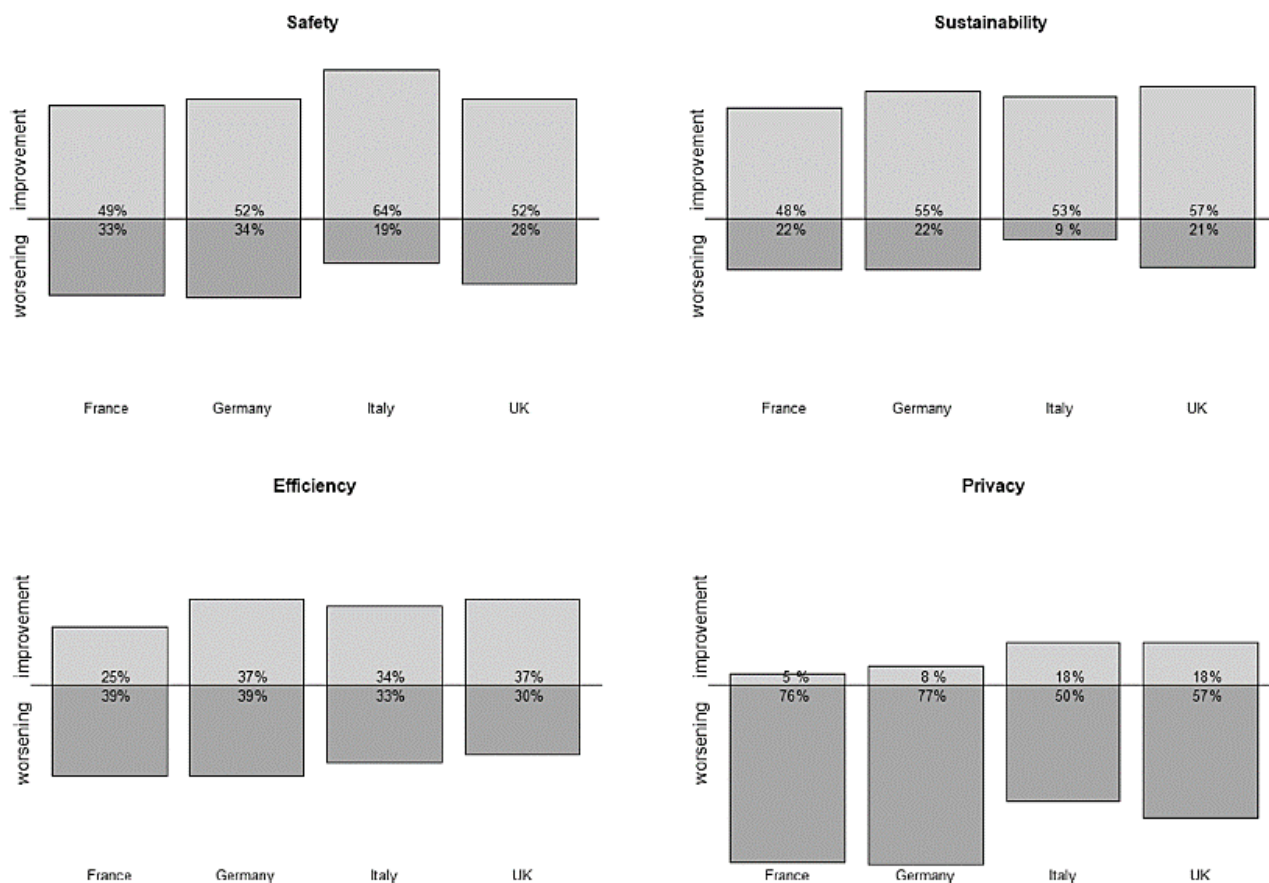 Safety
Sustainability
improvement
49%
52%
64%
52%
worsening
33%
34%
19%
28%
France
Germany
Italy
UK
improvement
48%
55%
53%
57%
worsening
22%
22%
9 %
21%
France
Germany
Italy
UK
Efficiency
Privacy
improvement
25%
37%
34%
37%
worsening
39%
39%
33%
30%
France
Germany
Italy
UK
improvement
5 %
8 %
18%
18%
worsening
76%
77%
50%
57%
France
Germany
Italy
UK